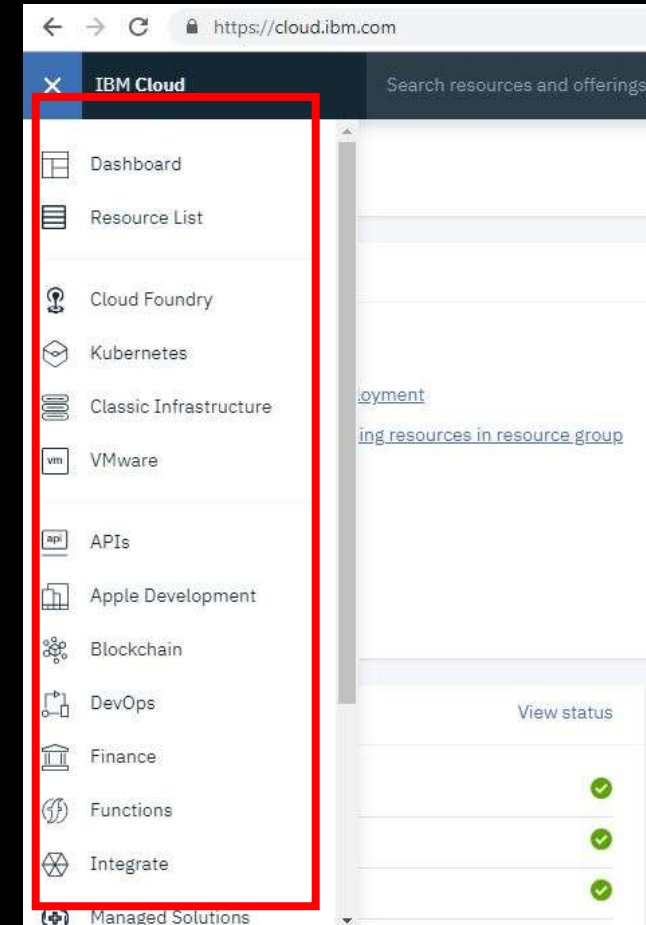 https://cloud.ibm.com
IBM Cloud
Search resources and offerings
Dashboard
Resource List
Cloud Foundry
Kubernetes
Classic Infrastructure
vm VMware
api APIs
Apple Development
Blockchain
DevOps
Finance
Functions
Integrate
Managed Solutions
oyment
ing resources in resource group
View status